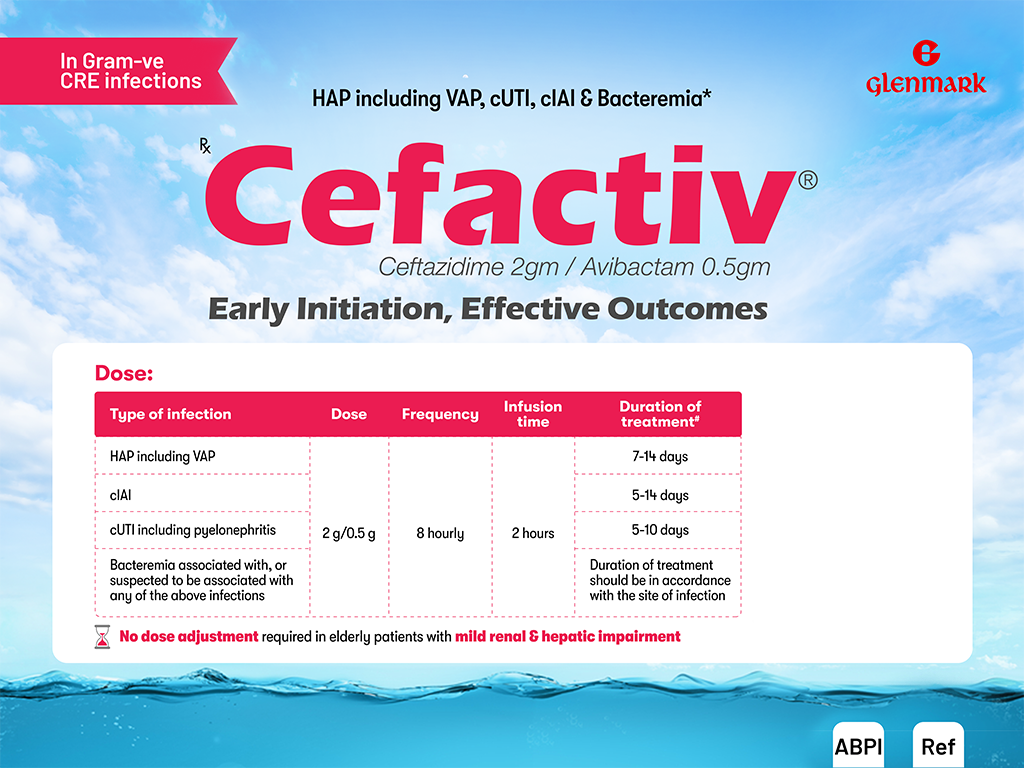 In Gram-ve
CRE infections
Glenmark
HAP including VAP, cUTI, cIAI & Bacteremia*
Rx
Cefactiv®
Ceftazidime 2gm / Avibactam 0.5gm
Early Initiation, Effective Outcomes
Dose:
Type of infection Dose Frequency Infusion time Duration of treatment#
HAP including VAP 7-14 days
cIAI 5-14 days
cUTI including pyelonephritis 2 g/0.5 g 8 hourly 2 hours 5-10 days
Bacteremia associated with, or Duration of treatment
suspected to be associated with should be in accordance
any of the above infections with the site of infection
No dose adjustment required in elderly patients with mild renal & hepatic impairment
ABPI Ref